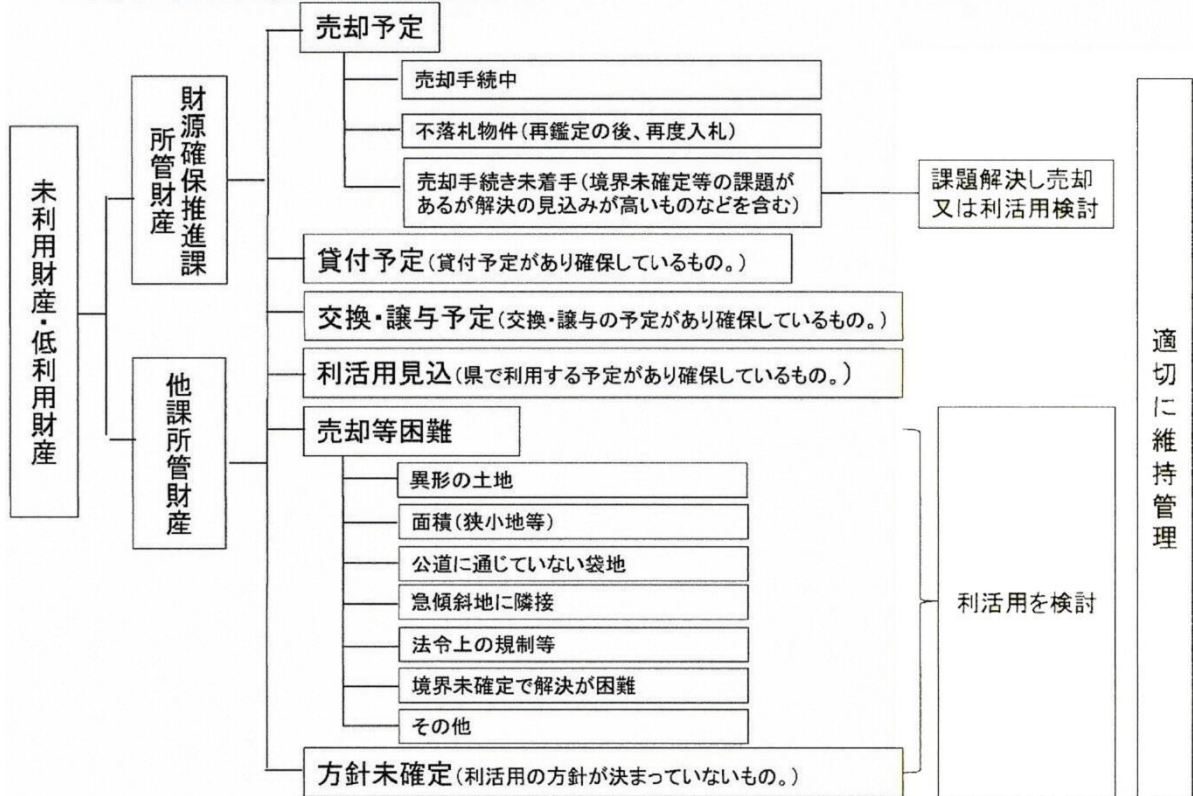 未利用財産・低利用財産
財源確保推進課
所管財産
他課所管財産
売却予定
売却手続中
不落札物件(再鑑定の後、再度入札)
売却手続き未着手(境界未確定等の課題が
あるが解決の見込みが高いものなどを含む)
課題解決し売却
又は利活用検討
貸付予定(貸付予定があり確保しているもの。)
交換・譲与予定(交換・譲与の予定があり確保しているもの。)
利活用見込(県で利用する予定があり確保しているもの。)
売却等困難
異形の土地
面積(狭小地等)
公道に通じていない袋地
急傾斜地に隣接
法令上の規制等
境界未確定で解決が困難
その他
方針未確定(利活用の方針が決まっていないもの。)
利活用を検討
適切に維持管理